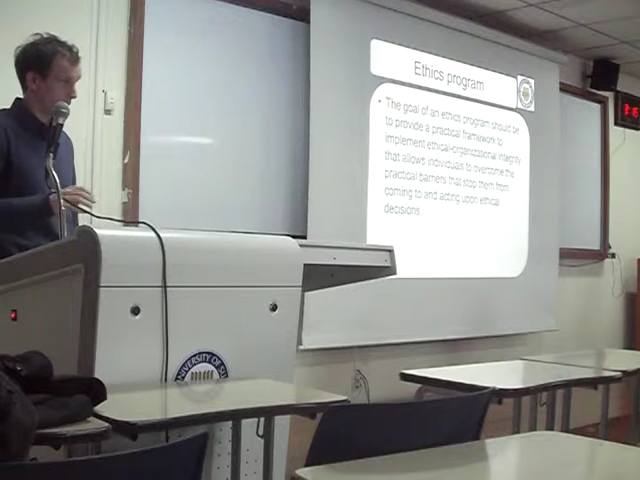 Ethics program
• The goal of an ethics program should be
to provide a practical framework to
implement ethical-organizational integrity
that allows individuals to overcome the
practical barriers that stop them from
coming to and acting upon ethical
decisions.
UNIVERSITY OF